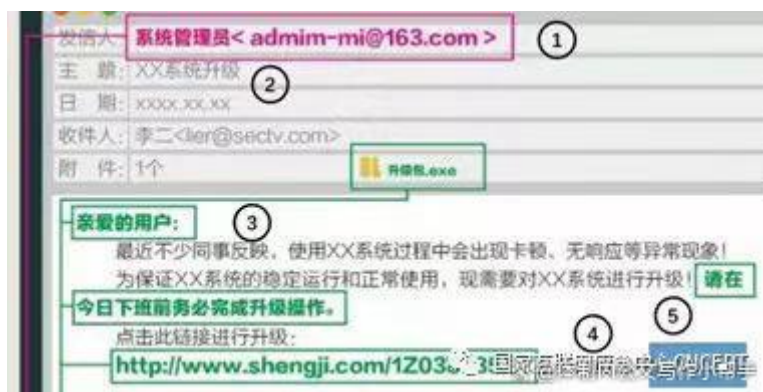 发信人: 系统管理员< admim-mi@163.com > ①
主 题: XX系统升级 ②
日 期: xxxx.xx.xx
收件人: 李二<lier@sectv.com>
附 件: 1个 升级包.exe
亲爱的用户: ③
最近不少同事反映，使用XX系统过程中会出现卡顿、无响应等异常现象！
为保证XX系统的稳定运行和正常使用，现需要对XX系统进行升级！请在
今日下班前务必完成升级操作。
点击此链接进行升级: ④ ⑤
http://www.shengji.com/1Z03